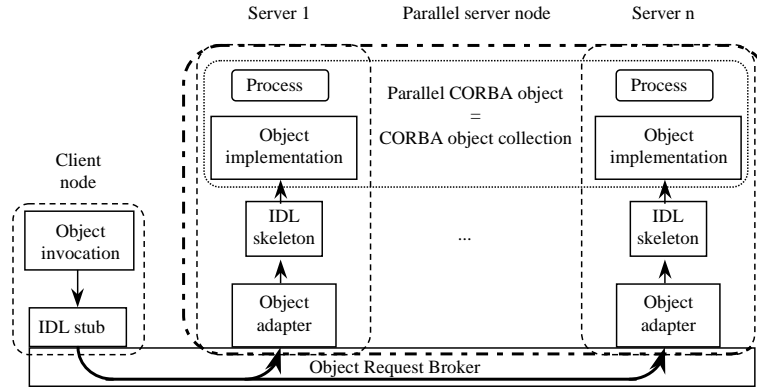 Server 1
Parallel server node
Server n
Process
Process
Parallel CORBA object
=
CORBA object collection
Object
implementation
Object
implementation
Client
node
Object
invocation
IDL
skeleton
...
IDL
skeleton
IDL stub
Object
adapter
Object
adapter
Object Request Broker